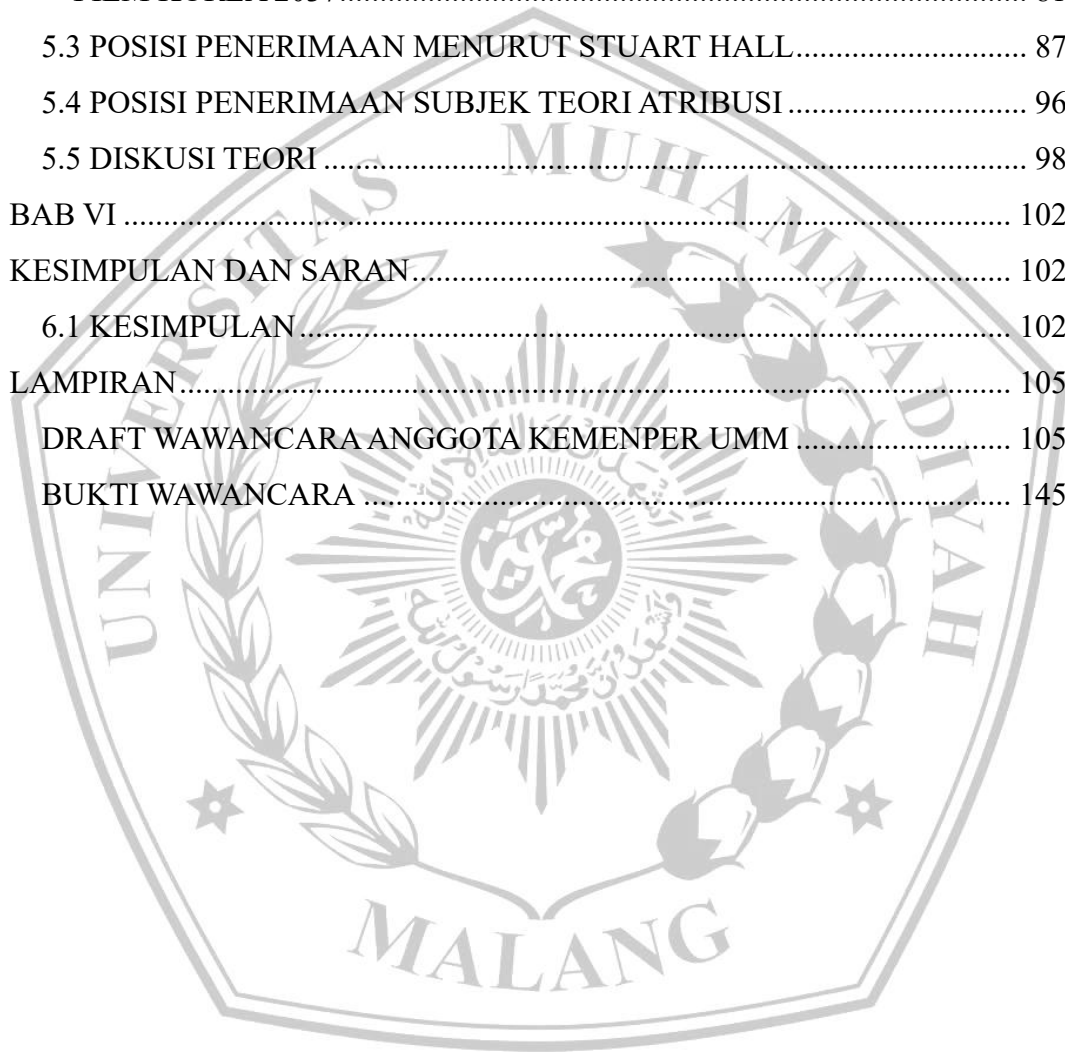 5.3 POSISI PENERIMAAN MENURUT STUART HALL ........ 87
5.4 POSISI PENERIMAAN SUBJEK TEORI ATRIBUSI ........ 96
5.5 DISKUSI TEORI ........ 98
BAB VI ........ 102
KESIMPULAN DAN SARAN ........ 102
6.1 KESIMPULAN ........ 102
LAMPIRAN ........ 105
DRAFT WAWANCARA ANGGOTA KEMENPER UMM ........ 105
BUKTI WAWANCARA ........ 145
UNIVERSITAS MUHAMMADIYAH
MALANG